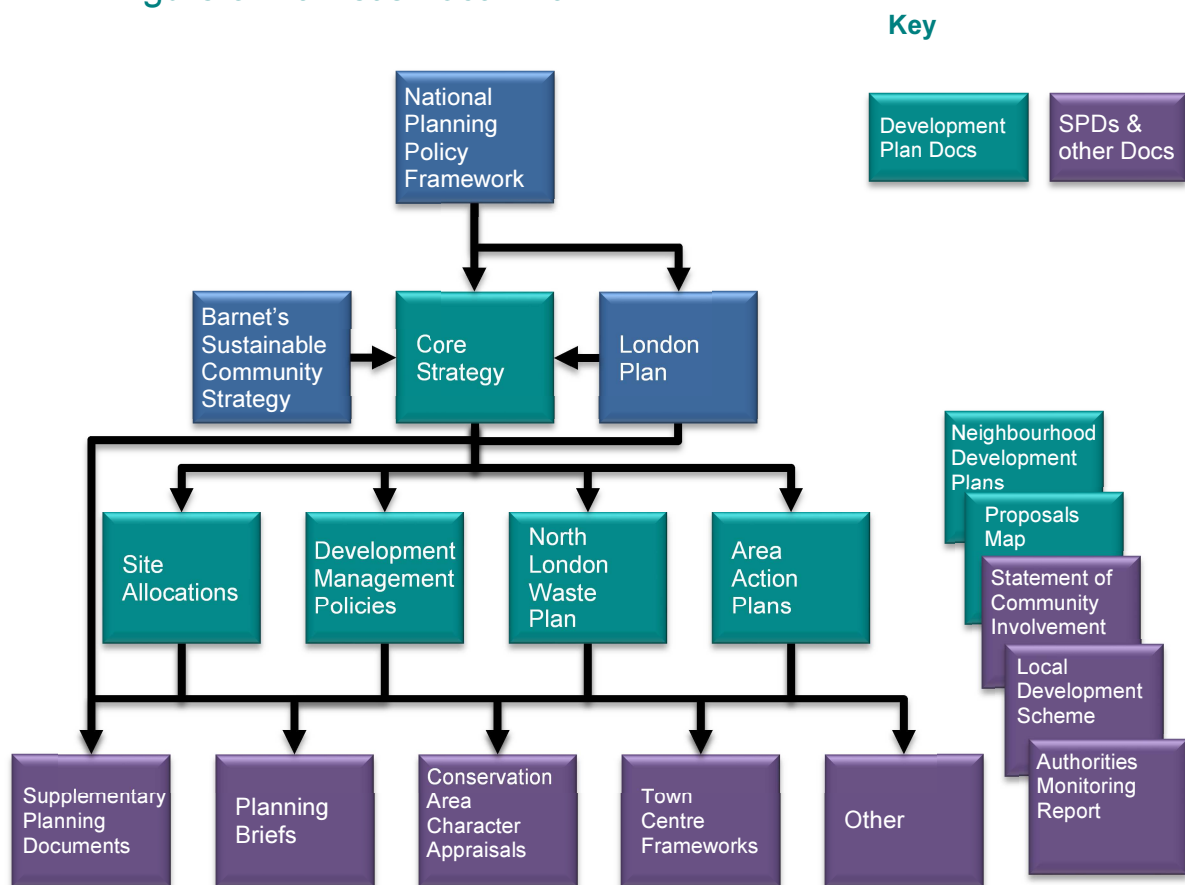 Key
National
Planning
Policy
Framework
Development
Plan Docs
SPDs &
other Docs
Barnet’s
Sustainable
Community
Strategy
Core
Strategy
London
Plan
Neighbourhood
Development
Plans
Proposals
Map
Statement of
Community
Involvement
Local
Development
Scheme
Authorities
Monitoring
Report
Site
Allocations
Development
Management
Policies
North
London
Waste
Plan
Area
Action
Plans
Supplementary
Planning
Documents
Planning
Briefs
Conservation
Area
Character
Appraisals
Town
Centre
Frameworks
Other